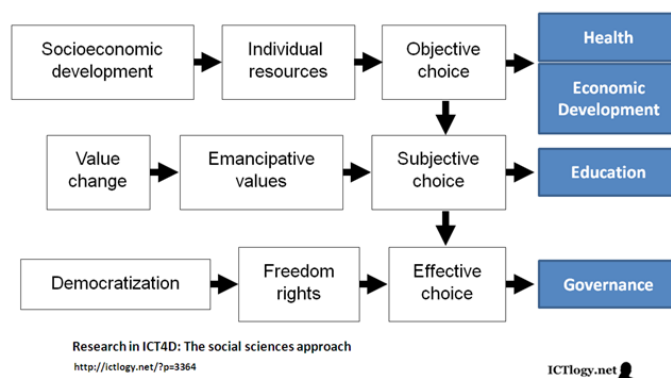 Socioeconomic
development
Individual
resources
Objective
choice
Health
Economic
Development
Value
change
Emancipative
values
Subjective
choice
Education
Democratization
Freedom
rights
Effective
choice
Governance
Research in ICT4D: The social sciences approach
http://ictlogy.net/?p=3364
ICTlogy.net